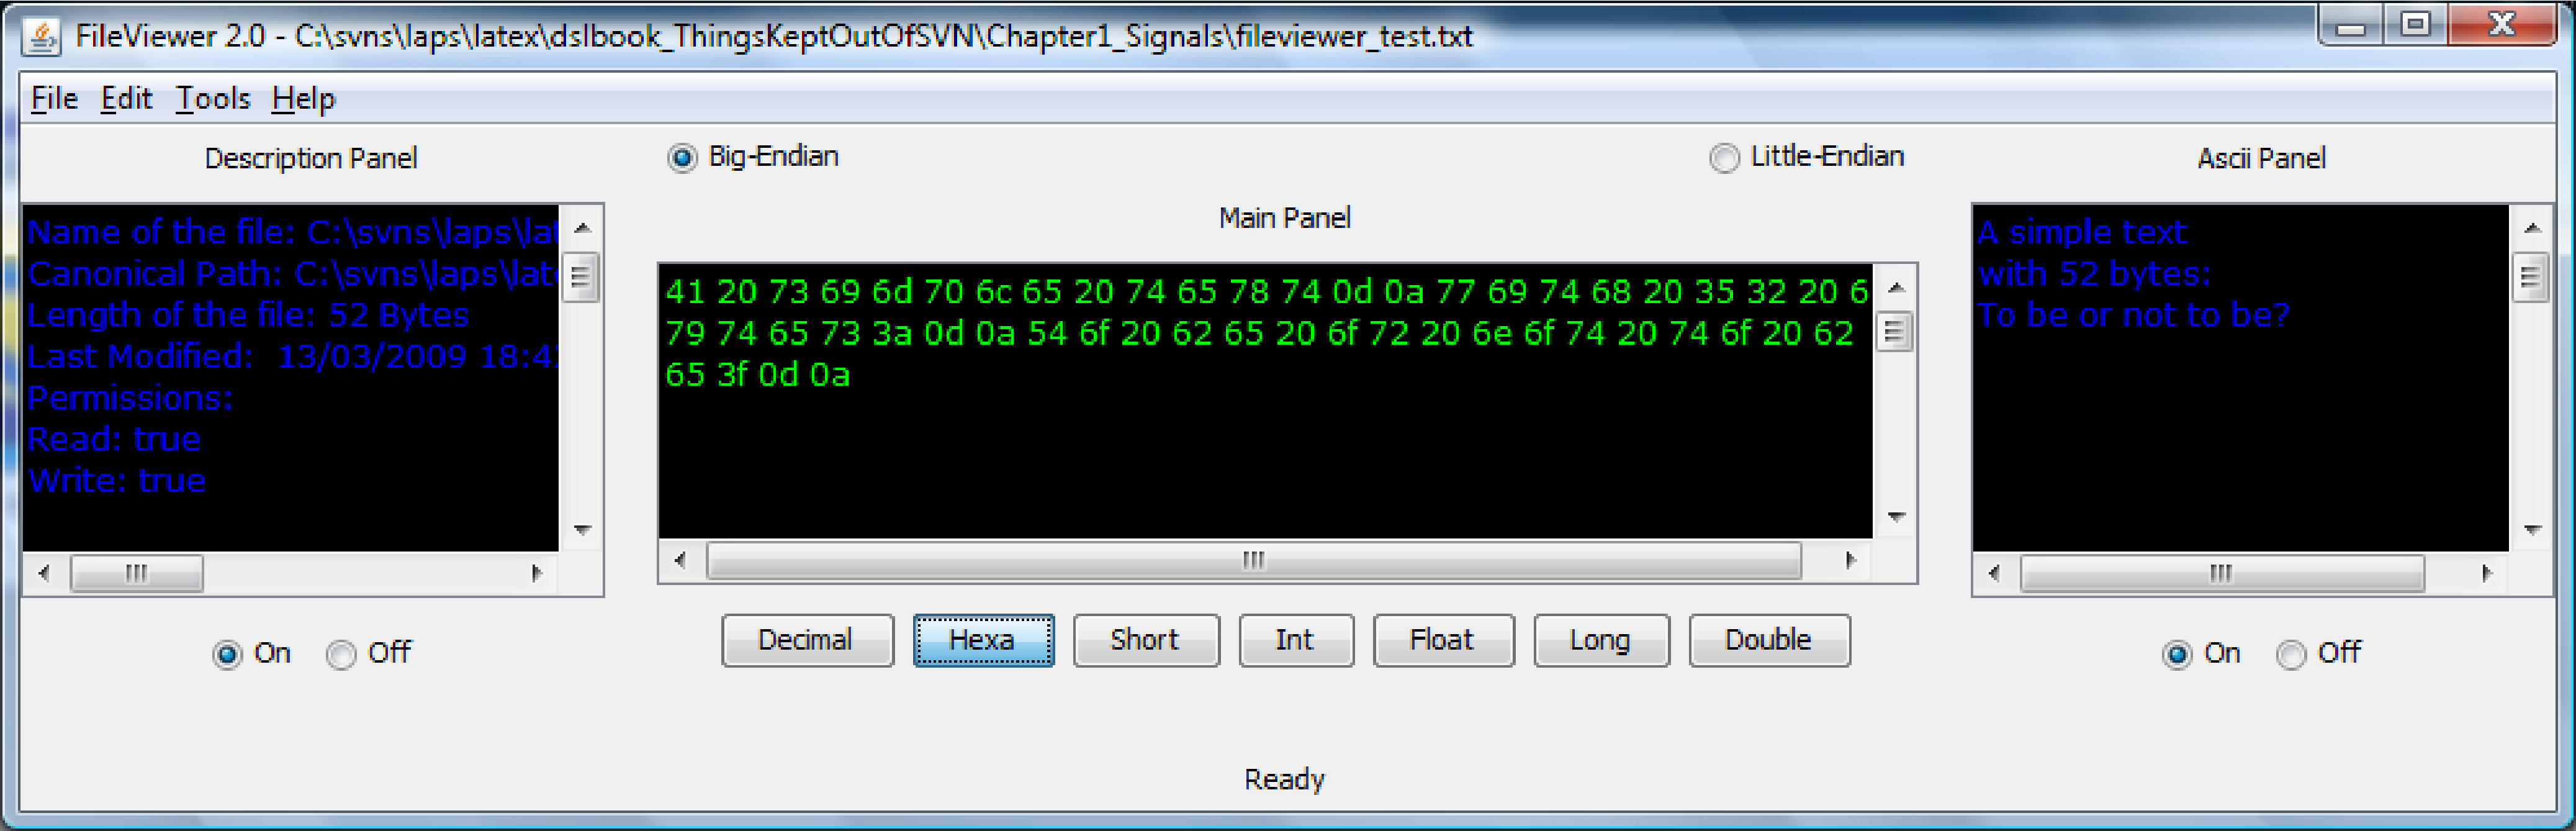 FileViewer 2.0 - C:\svns\laps\latex\dslbook_ThingsKeptOutOfSVN\Chapter1_Signals\fileviewer_test.txt
File Edit Tools Help
Description Panel
Big-Endian
Little-Endian
Ascii Panel
Main Panel
Name of the file: C:\svns\laps\lat
Canonical Path: C:\svns\laps\late
Length of the file: 52 Bytes
Last Modified: 13/03/2009 18:42
Permissions:
Read: true
Write: true
41 20 73 69 6d 70 6c 65 20 74 65 78 74 0d 0a 77 69 74 68 20 35 32 20 6
79 74 65 73 3a 0d 0a 54 6f 20 62 65 20 6f 72 20 6e 6f 74 20 74 6f 20 62
65 3f 0d 0a
A simple text
with 52 bytes:
To be or not to be?
On Off
Decimal Hexa Short Int Float Long Double
On Off
Ready